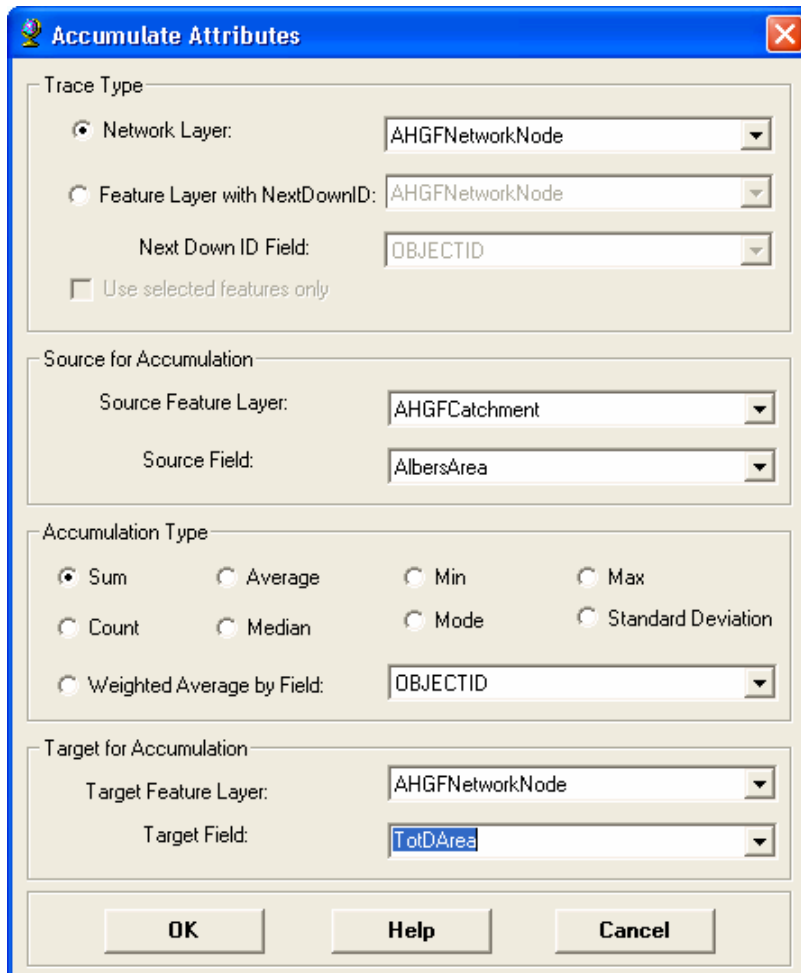 Accumulate Attributes
Trace Type
Network Layer: AHGFNetworkNode
Feature Layer with NextDownID: AHGFNetworkNode
Next Down ID Field: OBJECTID
Use selected features only
Source for Accumulation
Source Feature Layer: AHGFCatchment
Source Field: AlbersArea
Accumulation Type
Sum Average Min Max
Count Median Mode Standard Deviation
Weighted Average by Field: OBJECTID
Target for Accumulation
Target Feature Layer: AHGFNetworkNode
Target Field: TotDArea
OK Help Cancel